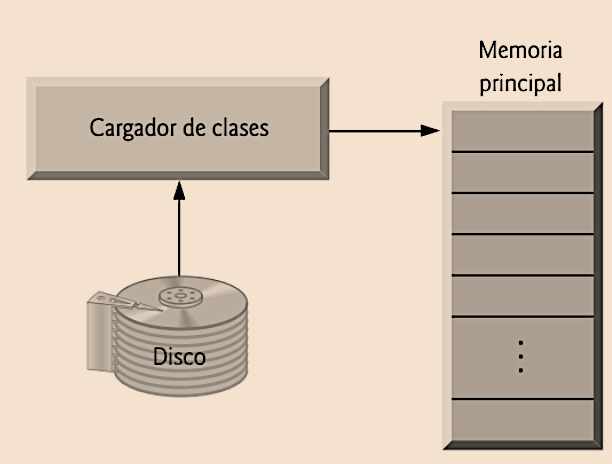 Memoria
principal
Cargador de clases
Disco